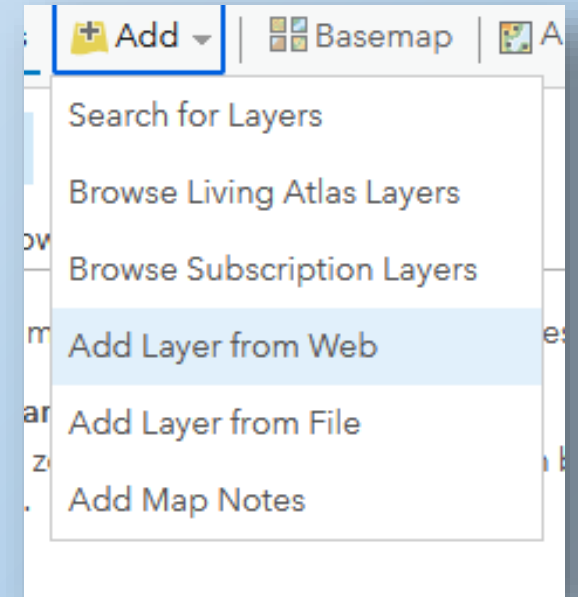 Add Basemap A
Search for Layers
Browse Living Atlas Layers
Browse Subscription Layers
Add Layer from Web
Add Layer from File
Add Map Notes